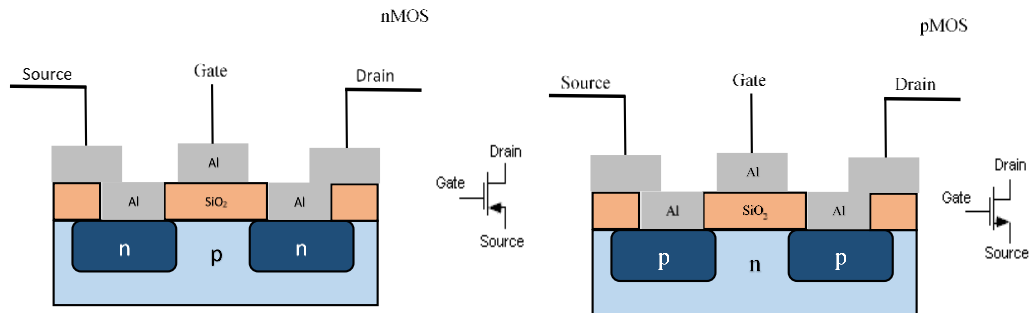 nMOS
Source
Gate
Drain
Al
Al
SiO2
Al
n
p
n
Drain
Gate
Source
pMOS
Source
Gate
Drain
Al
Al
SiO2
Al
p
n
p
Drain
Gate
Source